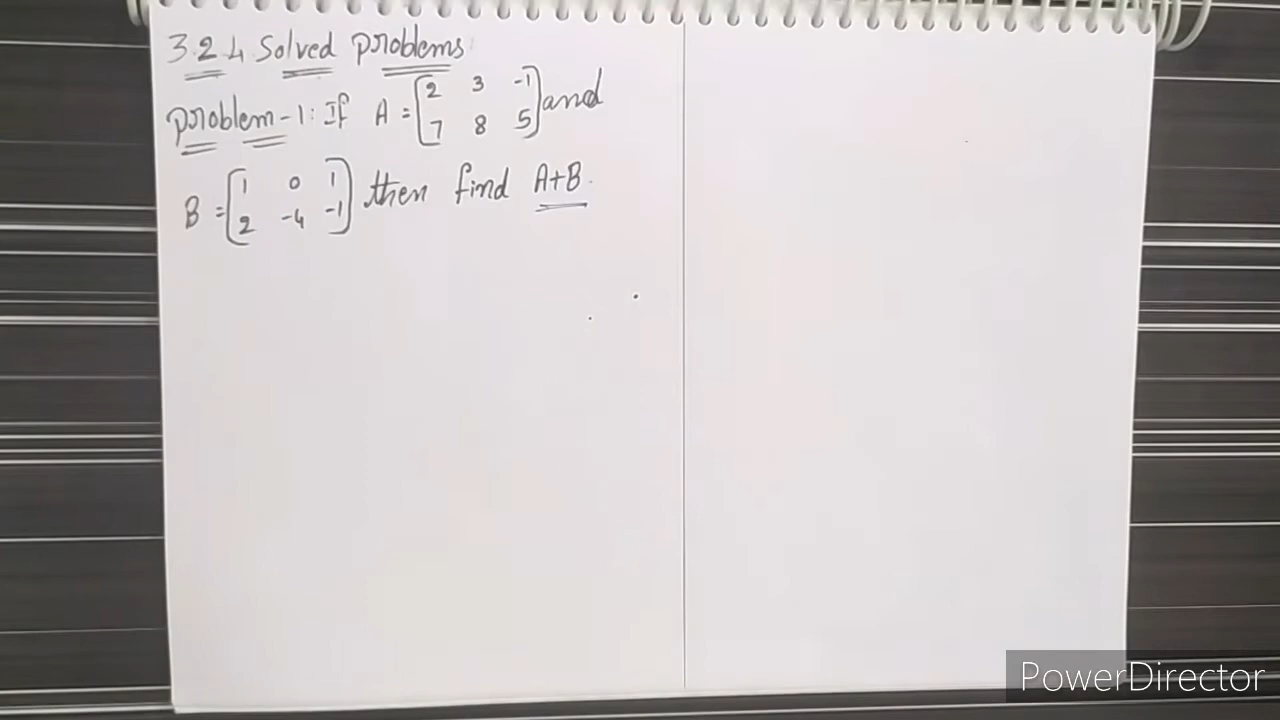 3.2.4 Solved problems
problem-1: If A = [2 3 -1
7 8 5] and
B = [1 0 1
2 -4 -1] then find A+B.
PowerDirector